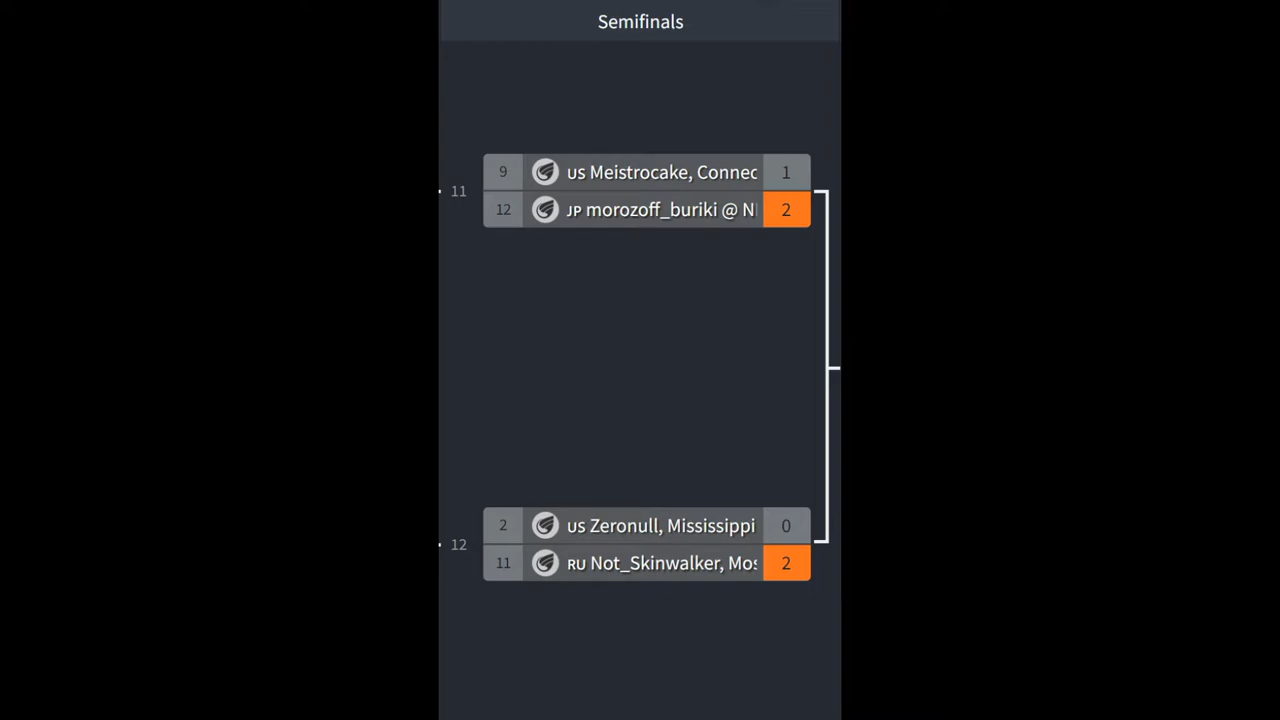 Semifinals
11
9 US Meistrocake, Connec 1
12 JP morozoff_buriki @ N 2
12
2 US Zeronull, Mississippi 0
11 RU Not_Skinwalker, Mos 2